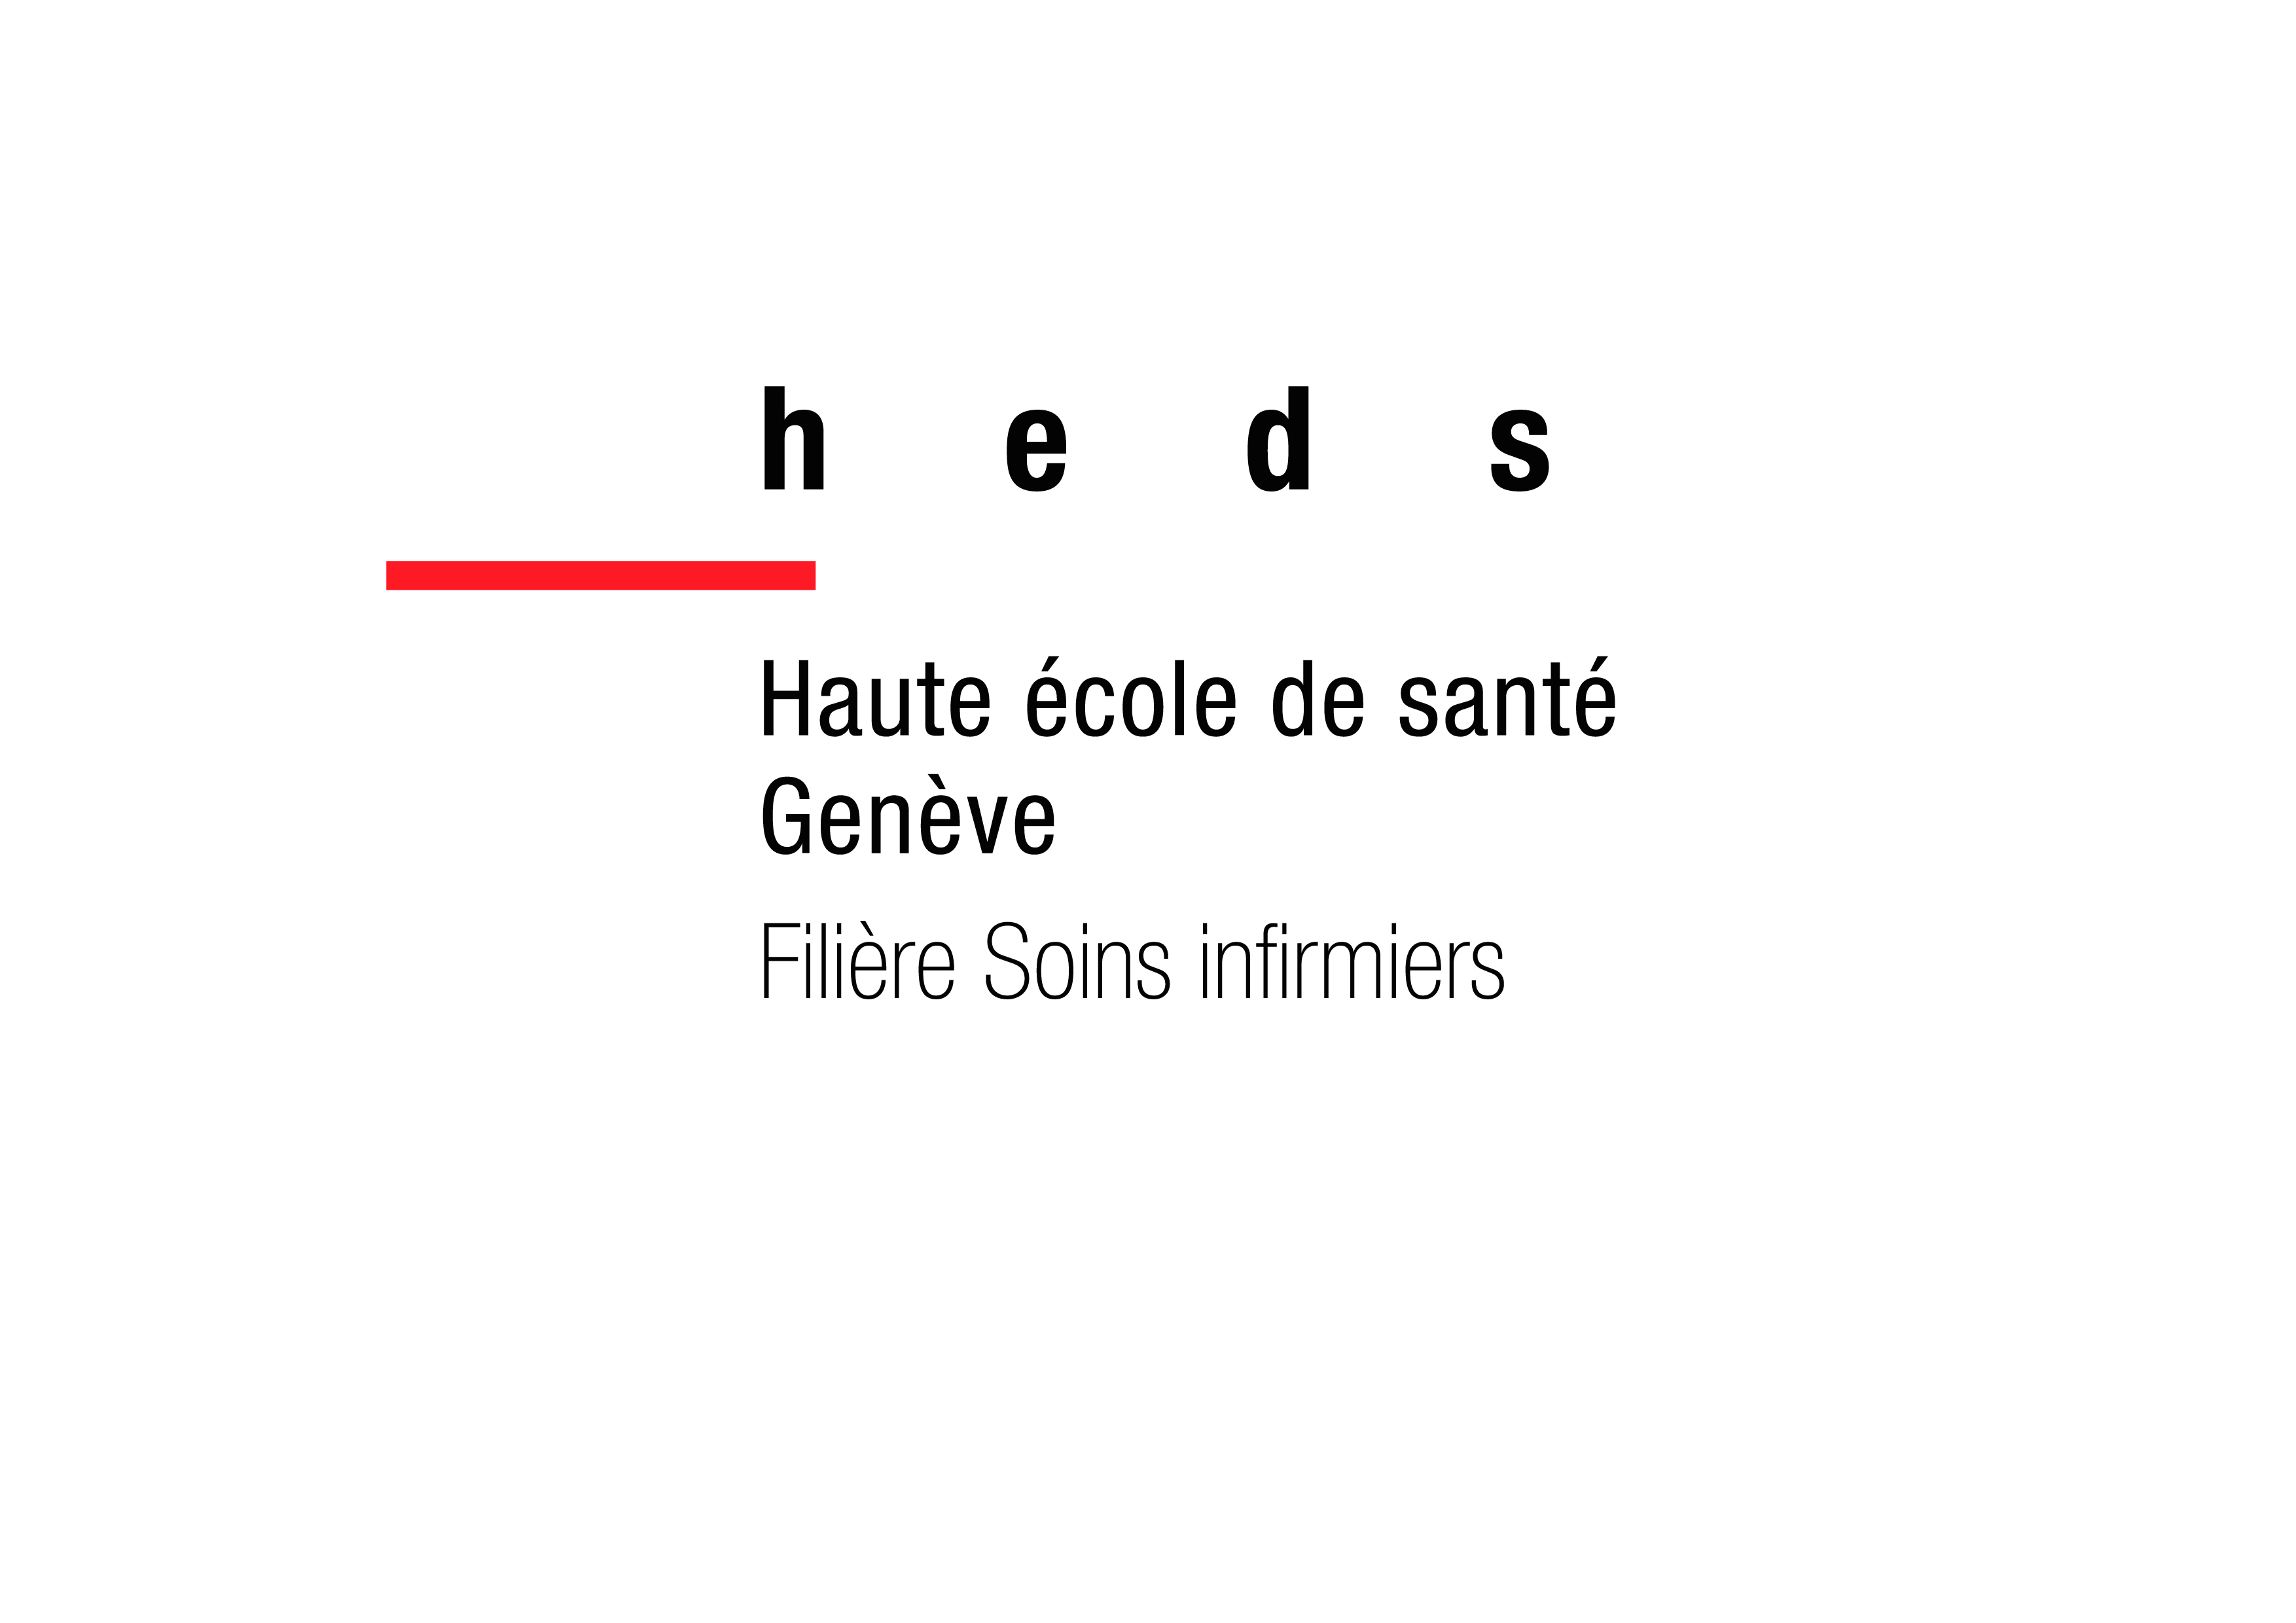 h e d s
Haute école de santé
Genève
Filière Soins infirmiers